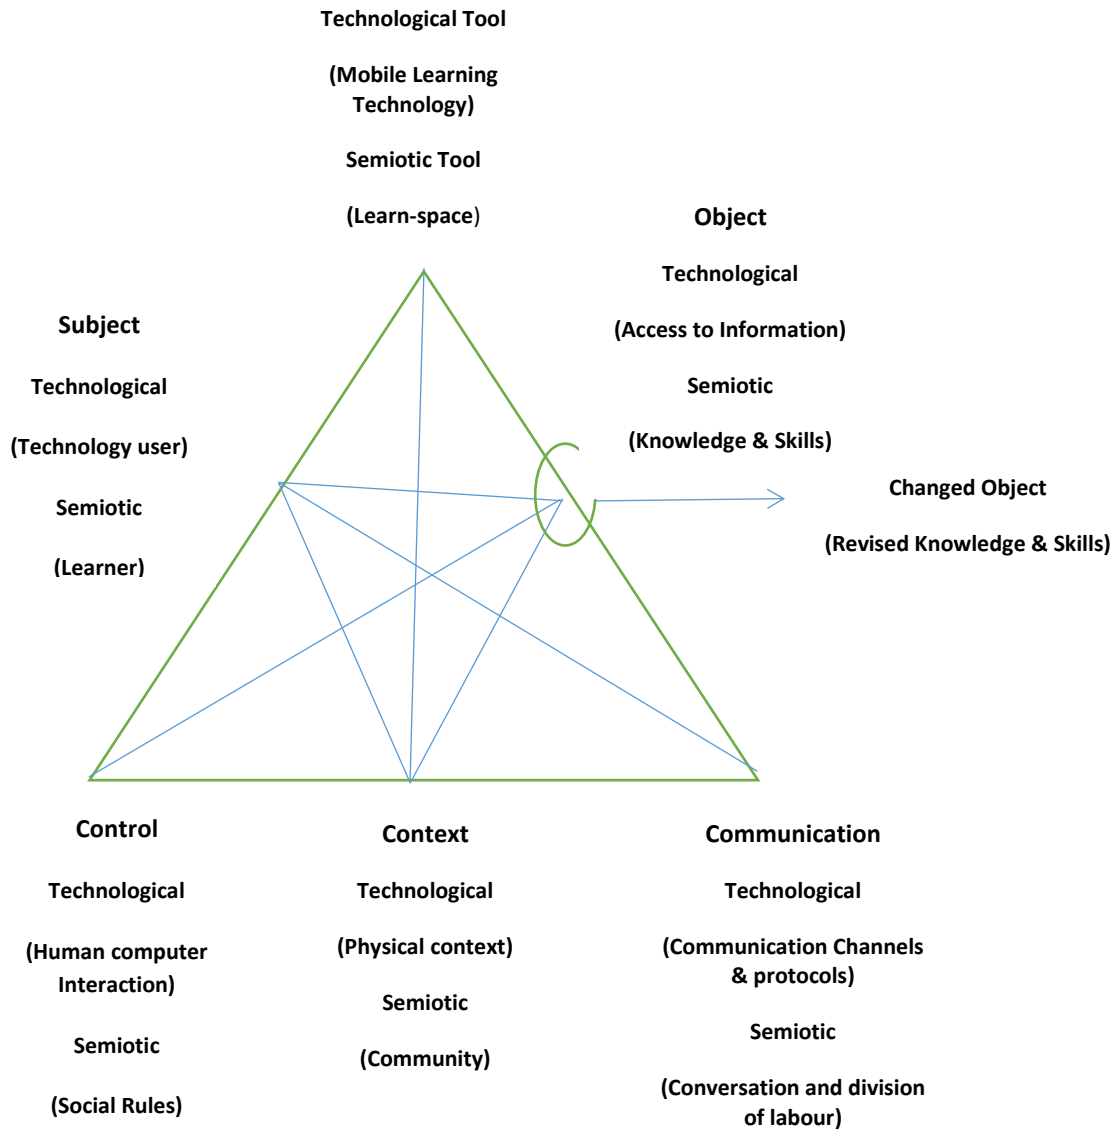 Technological Tool
(Mobile Learning
Technology)
Semiotic Tool
(Learn-space)
Object
Technological
(Access to Information)
Semiotic
(Knowledge & Skills)
Subject
Technological
(Technology user)
Semiotic
(Learner)
Changed Object
(Revised Knowledge & Skills)
Control
Technological
(Human computer
Interaction)
Semiotic
(Social Rules)
Context
Technological
(Physical context)
Semiotic
(Community)
Communication
Technological
(Communication Channels
& protocols)
Semiotic
(Conversation and division
of labour)